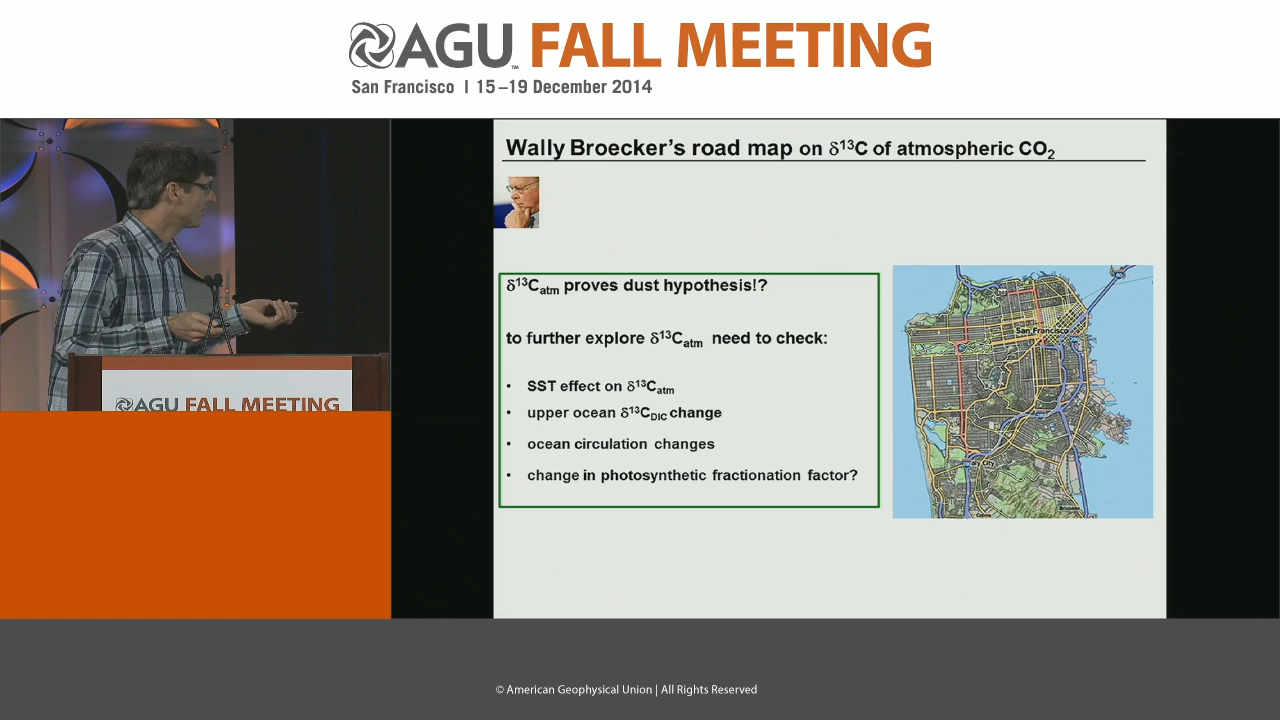 AGU™ FALL MEETING
San Francisco | 15–19 December 2014
Wally Broecker's road map on δ¹³C of atmospheric CO₂
δ¹³Catm proves dust hypothesis!?
to further explore δ¹³Catm need to check:
• SST effect on δ¹³Catm
• upper ocean δ¹³CDIC change
• ocean circulation changes
• change in photosynthetic fractionation factor?
San Francisco
AGU FALL MEETING
© American Geophysical Union | All Rights Reserved